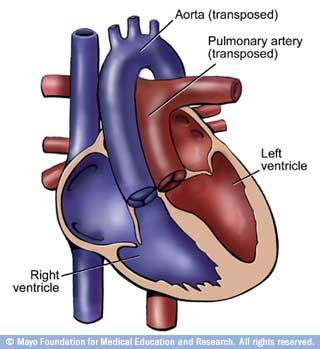 Aorta (transposed)
Pulmonary artery
(transposed)
Left
ventricle
Right
ventricle
© Mayo Foundation for Medical Education and Research. All rights reserved.